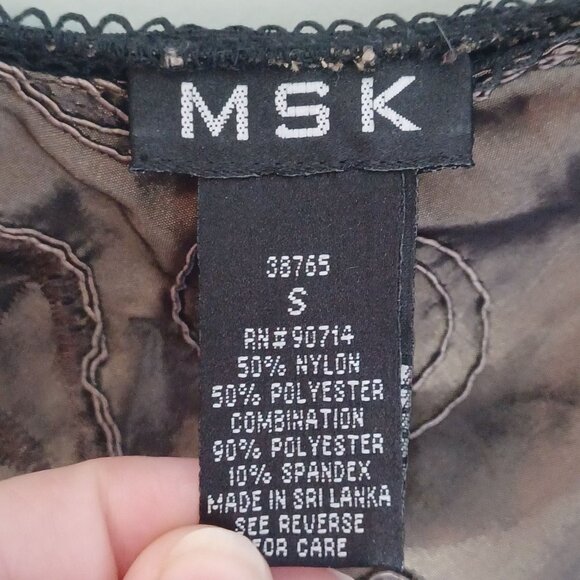 MSK
38765
S
RN#90714
50% NYLON
50% POLYESTER
COMBINATION
90% POLYESTER
10% SPANDEX
MADE IN SRI LANKA
SEE REVERSE
FOR CARE